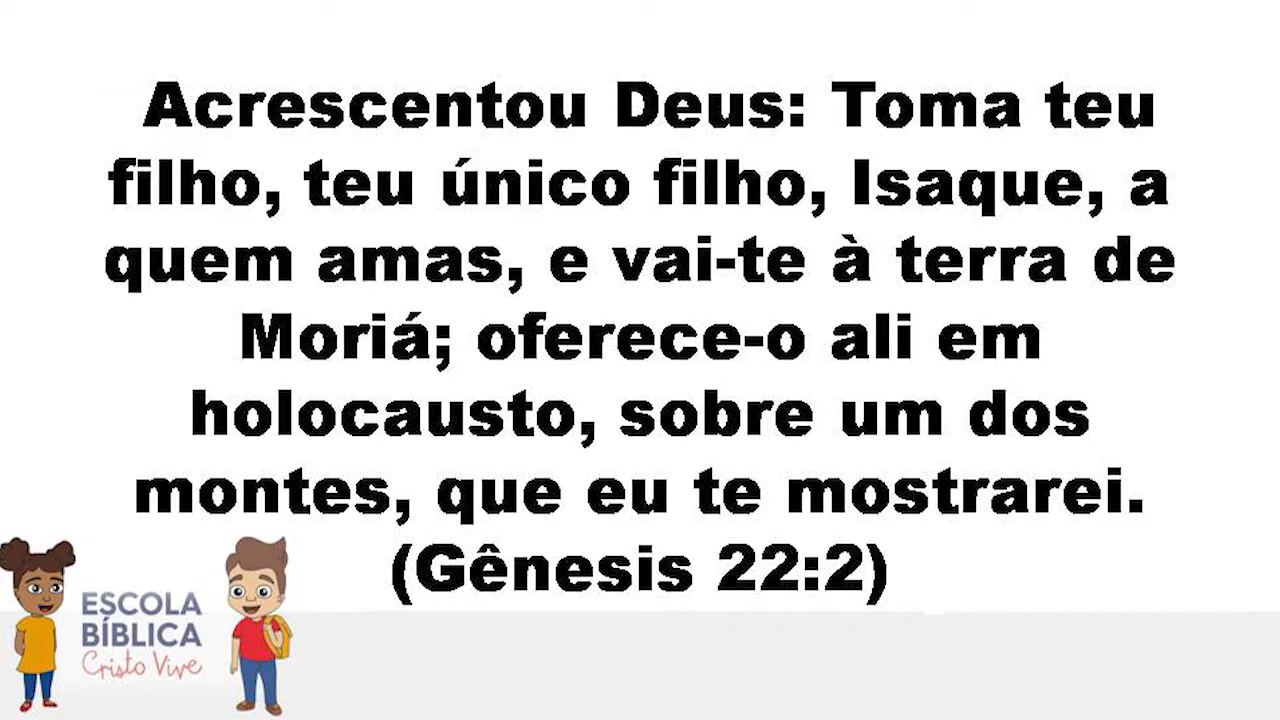 Acrescentou Deus: Toma teu
filho, teu único filho, Isaque, a
quem amas, e vai-te à terra de
Moriá; oferece-o ali em
holocausto, sobre um dos
montes, que eu te mostrarei.
(Gênesis 22:2)
ESCOLA
BÍBLICA
Cristo Vive